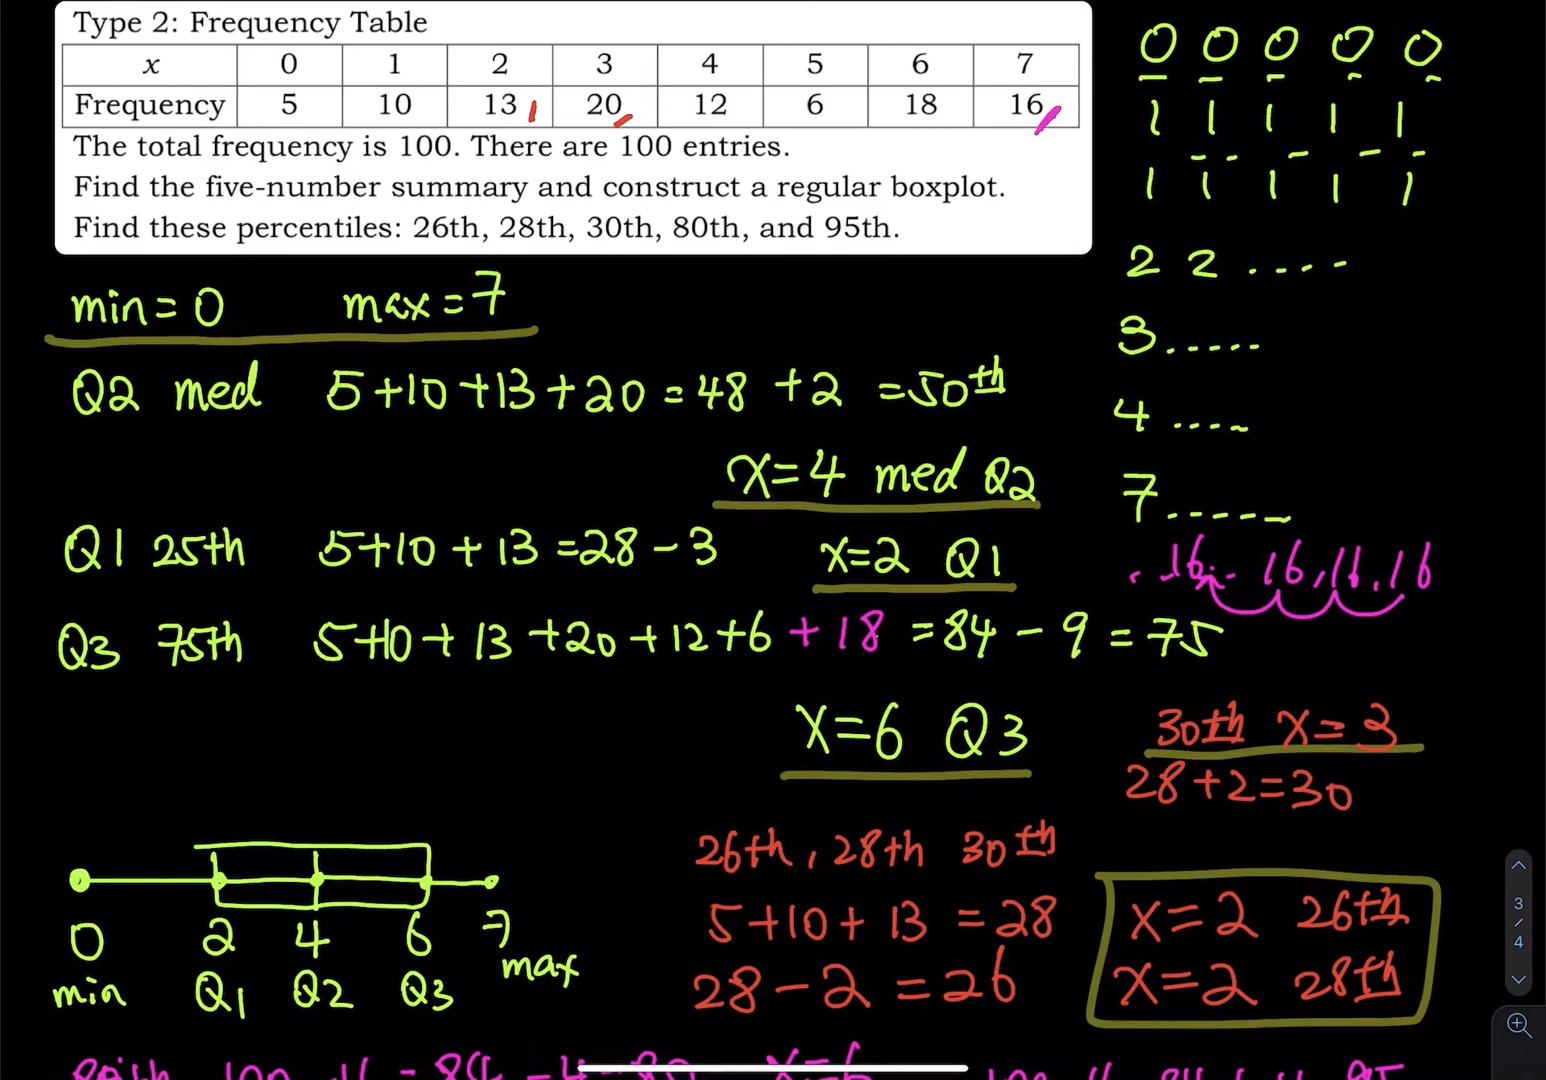 Type 2: Frequency Table
x 0 1 2 3 4 5 6 7
Frequency 5 10 13 20 12 6 18 16
The total frequency is 100. There are 100 entries.
Find the five-number summary and construct a regular boxplot.
Find these percentiles: 26th, 28th, 30th, 80th, and 95th.
0 0 0 0 0
1 1 1 1 1
1 1 1 1 1
2 2 ....
3.....
4 ....
7.....
16, 16, 16
min = 0 max = 7
Q2 med 5+10+13+20 = 48 +2 = 50th
x=4 med Q2
Q1 25th 5+10+13 = 28 - 3 x=2 Q1
Q3 75th 5+10+13+20+12+6+18 = 84 - 9 = 75
x=6 Q3
30th x=3
28+2=30
26th, 28th 30th
5+10+13 = 28
28-2 = 26
x=2 26th
x=2 28th
0 2 4 6 7
min Q1 Q2 Q3 max
3
/
4